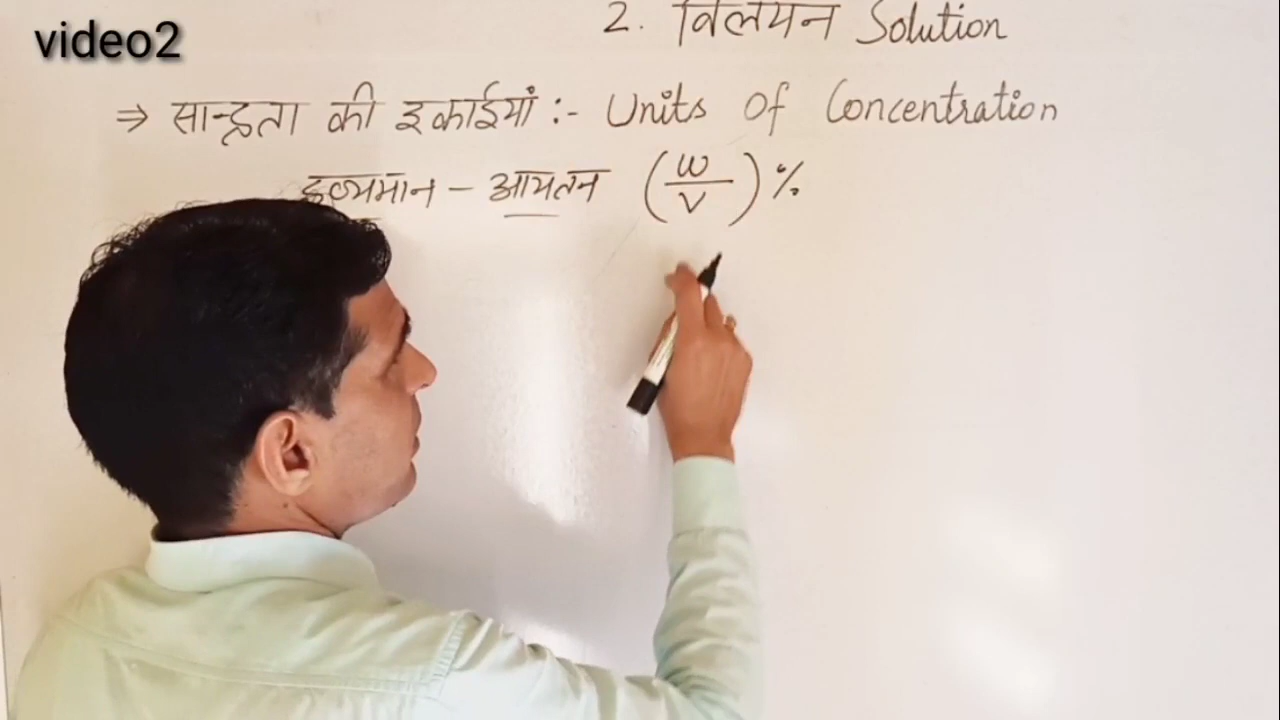 video2
2. विलयन Solution
⇒ सान्द्रता की इकाईयां :- Units Of Concentration
द्रव्यमान - आयतन (w/v) %